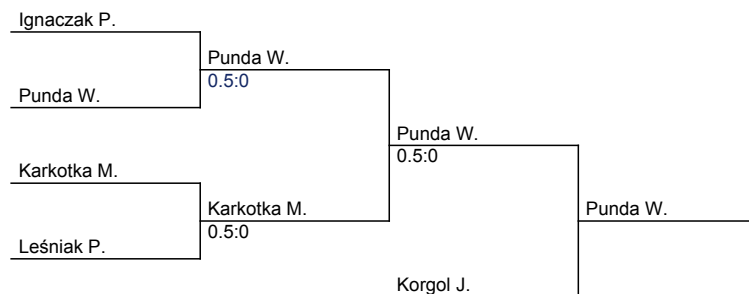 Ignaczak P.
Punda W.
0.5:0
Punda W.
Punda W.
0.5:0
Karkotka M.
Karkotka M.
0.5:0
Punda W.
Leśniak P.
Korgol J.